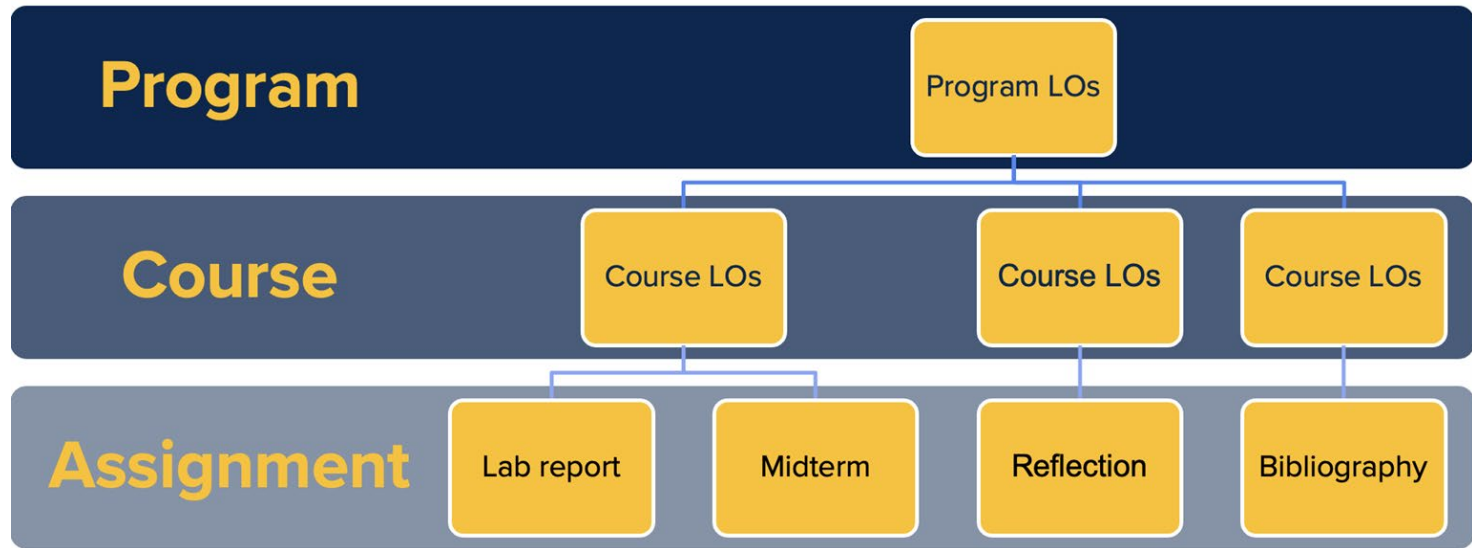 Program
Program LOs
Course
Course LOs
Course LOs
Course LOs
Assignment
Lab report
Midterm
Reflection
Bibliography